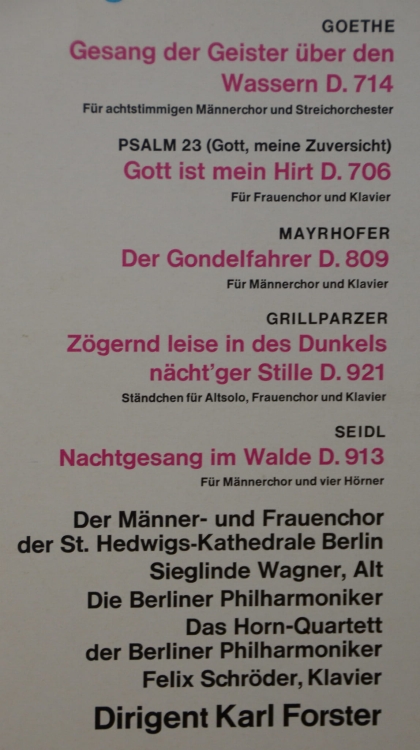 GOETHE
Gesang der Geister über den
Wassern D. 714
Für achtstimmigen Männerchor und Streichorchester
PSALM 23 (Gott, meine Zuversicht)
Gott ist mein Hirt D. 706
Für Frauenchor und Klavier
MAYRHOFER
Der Gondelfahrer D. 809
Für Männerchor und Klavier
GRILLPARZER
Zögernd leise in des Dunkels
nächt'ger Stille D. 921
Ständchen für Altsolo, Frauenchor und Klavier
SEIDL
Nachtgesang im Walde D. 913
Für Männerchor und vier Hörner
Der Männer- und Frauenchor
der St. Hedwigs-Kathedrale Berlin
Sieglinde Wagner, Alt
Die Berliner Philharmoniker
Das Horn-Quartett
der Berliner Philharmoniker
Felix Schröder, Klavier
Dirigent Karl Forster